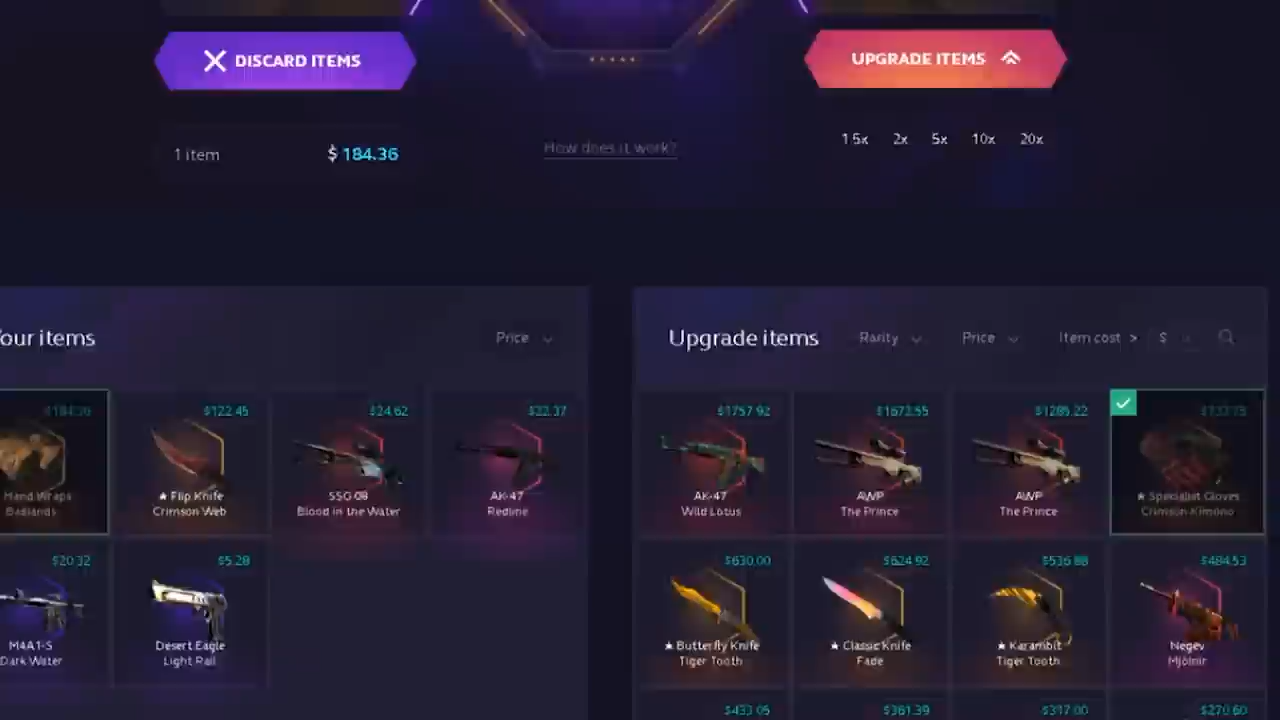 DISCARD ITEMS
UPGRADE ITEMS
1 item
$ 184.36
How does it work?
1.5x 2x 5x 10x 20x
Your items
Price
Upgrade items
Rarity
Price
Item cost > $
$184.36
Hand Wraps
Badlands
$122.45
★ Flip Knife
Crimson Web
$24.62
SSG 08
Blood in the Water
$22.37
AK-47
Redline
$1757.92
AK-47
Wild Lotus
$1673.55
AWP
The Prince
$1285.22
AWP
The Prince
★ Specialist Gloves
Crimson Kimono
$20.32
M4A1-S
Dark Water
$5.28
Desert Eagle
Light Rail
$630.00
★ Butterfly Knife
Tiger Tooth
$624.92
★ Classic Knife
Fade
$536.88
★ Karambit
Tiger Tooth
$484.53
Negev
Mjölnir
$433.05
$361.39
$317.00
$270.60